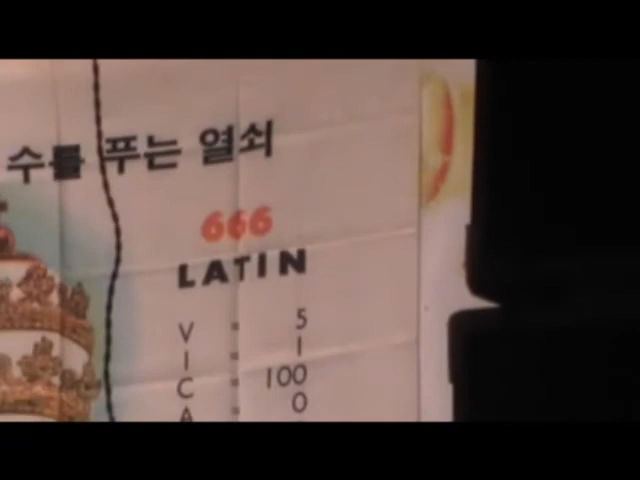 수를 푸는 열쇠
666
LATIN
V = 5
I = 1
C = 100
A = 0